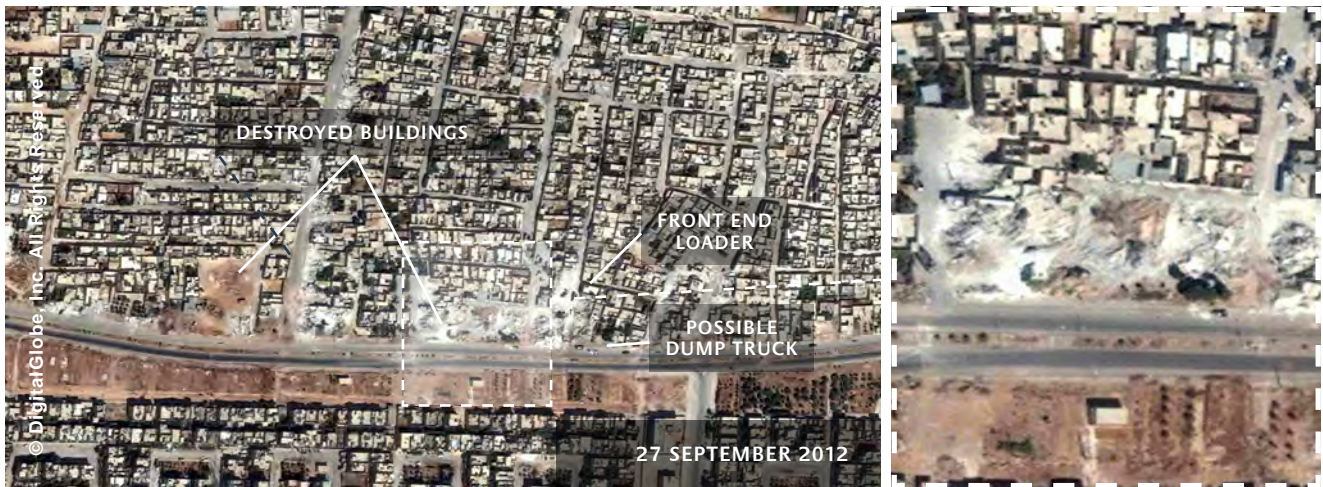 © DigitalGlobe, Inc. All Rights Reserved
DESTROYED BUILDINGS
FRONT END
LOADER
POSSIBLE
DUMP TRUCK
27 SEPTEMBER 2012